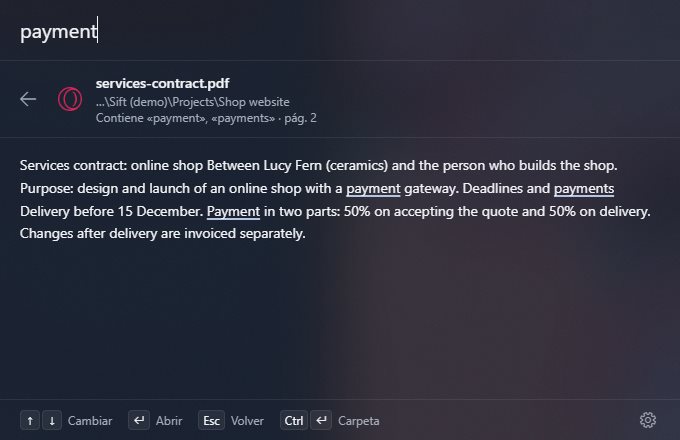 payment
services-contract.pdf
...\Sift (demo)\Projects\Shop website
Contiene «payment», «payments» · pág. 2
Services contract: online shop Between Lucy Fern (ceramics) and the person who builds the shop.
Purpose: design and launch of an online shop with a payment gateway. Deadlines and payments
Delivery before 15 December. Payment in two parts: 50% on accepting the quote and 50% on delivery.
Changes after delivery are invoiced separately.
↑ ↓ Cambiar ↵ Abrir Esc Volver Ctrl ↵ Carpeta